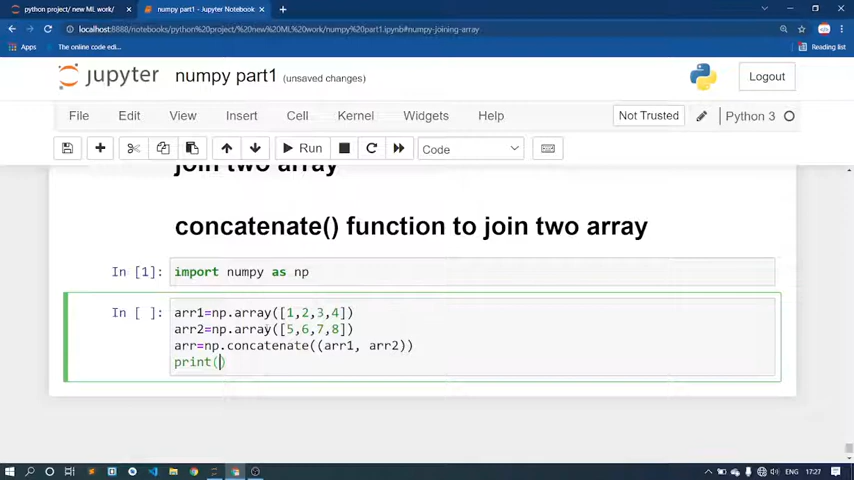 python project/ new ML work/
numpy part1 - Jupyter Notebook
localhost:8888/notebooks/python%20project/%20new%20ML%20work/numpy%20part1.ipynb#numpy-joining-array
Apps
The online code edi...
Reading list
jupyter
numpy part1 (unsaved changes)
Logout
File Edit View Insert Cell Kernel Widgets Help
Not Trusted
Python 3
Run
Code
join two array
concatenate() function to join two array
In [1]: import numpy as np
In [ ]: arr1=np.array([1,2,3,4])
arr2=np.array([5,6,7,8])
arr=np.concatenate((arr1, arr2))
print()
ENG 17:27